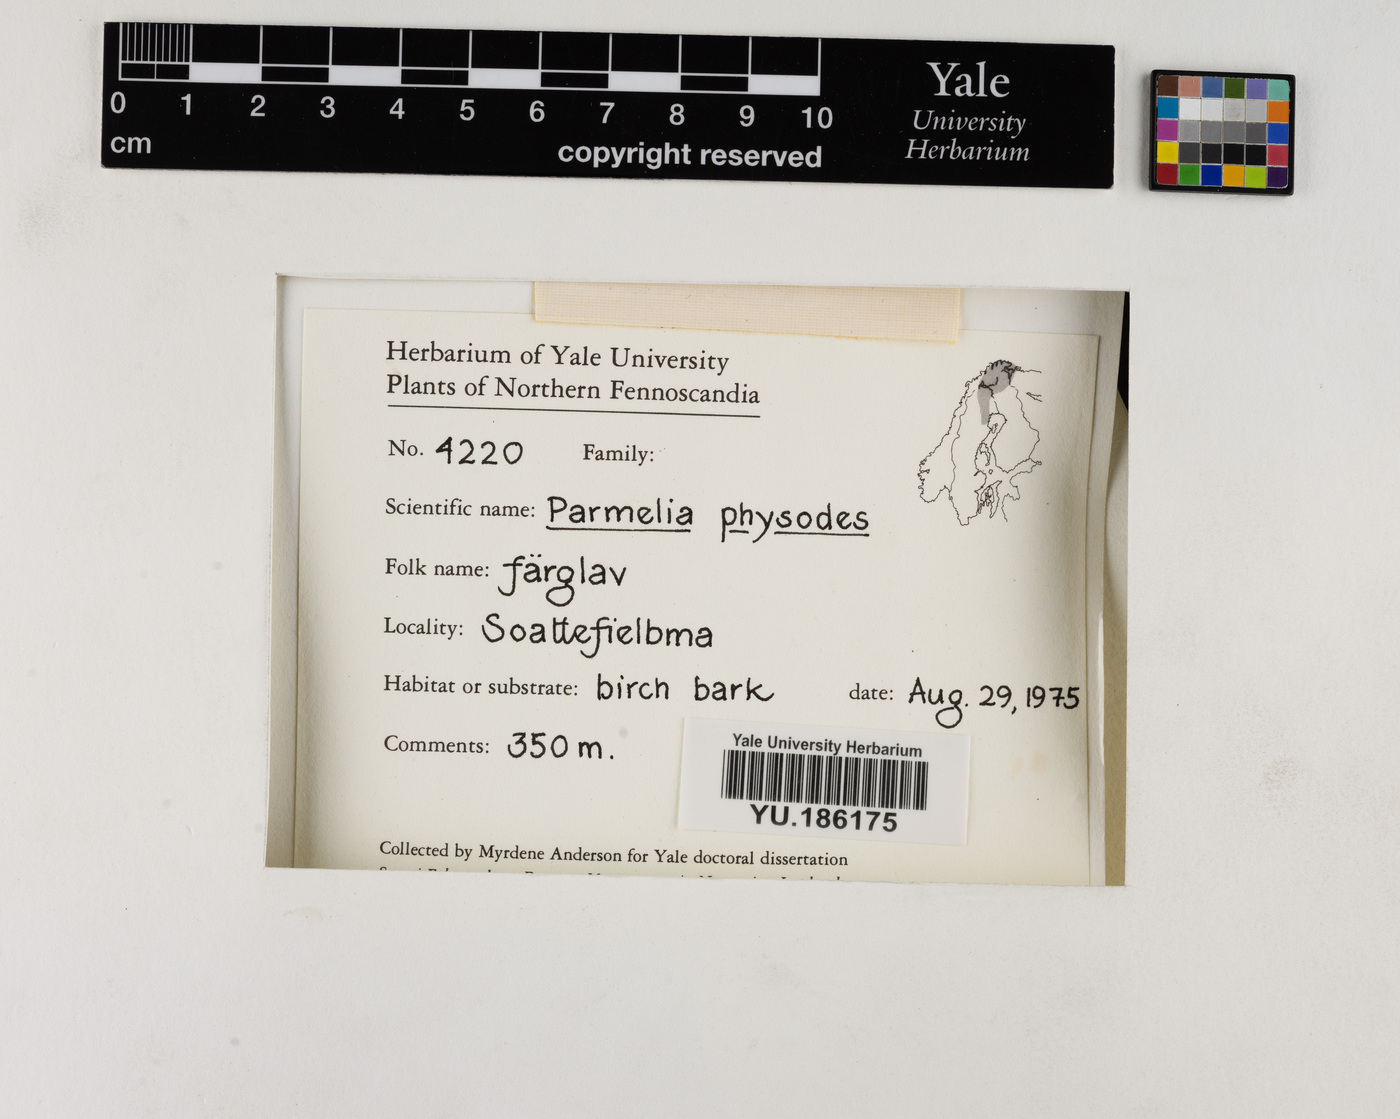 0 1 2 3 4 5 6 7 8 9 10
cm
copyright reserved
Yale
University
Herbarium
Herbarium of Yale University
Plants of Northern Fennoscandia
No. 4220 Family:
Scientific name: Parmelia physodes
Folk name: färglav
Locality: Soattefielbma
Habitat or substrate: birch bark date: Aug. 29, 1975
Comments: 350 m.
Yale University Herbarium
YU.186175
Collected by Myrdene Anderson for Yale doctoral dissertation